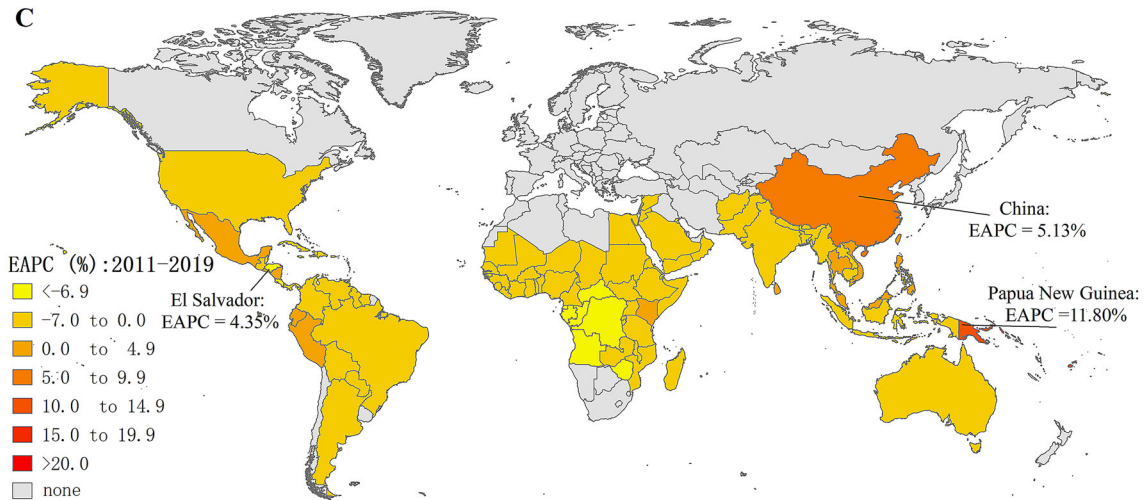 C
China:
EAPC = 5.13%
EAPC (%):2011-2019
<-6.9
-7.0 to 0.0
0.0 to 4.9
5.0 to 9.9
10.0 to 14.9
15.0 to 19.9
>20.0
none
El Salvador:
EAPC = 4.35%
Papua New Guinea:
EAPC =11.80%